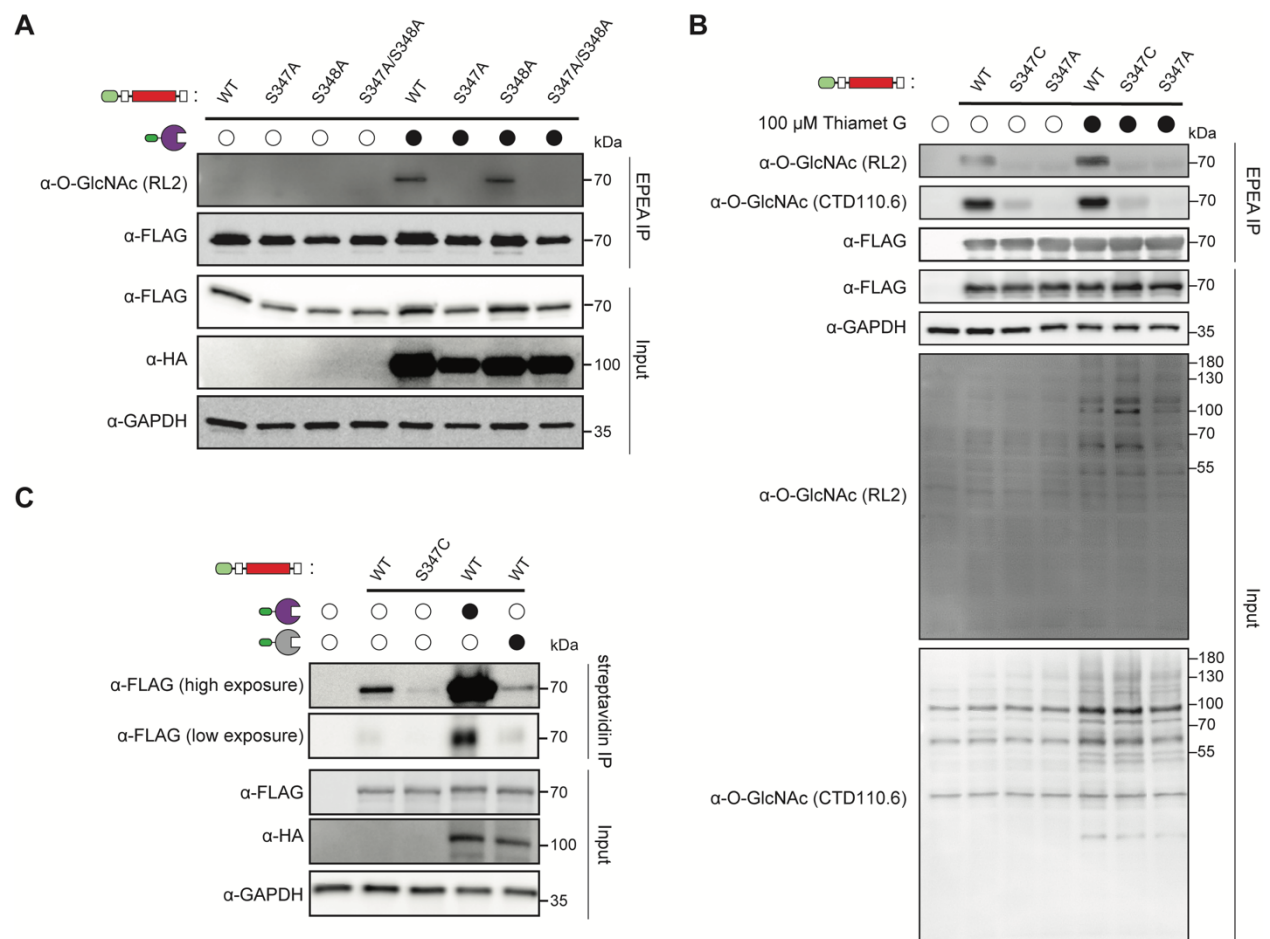 A
WT
S347A
S348A
S347A/S348A
WT
S347A
S348A
S347A/S348A
:
kDa
α-O-GlcNAc (RL2)
70
α-FLAG
70
EPEA IP
α-FLAG
70
α-HA
100
α-GAPDH
35
Input
B
WT
S347C
S347A
WT
S347C
S347A
:
100 µM Thiamet G
kDa
α-O-GlcNAc (RL2)
70
α-O-GlcNAc (CTD110.6)
70
α-FLAG
70
EPEA IP
α-FLAG
70
α-GAPDH
35
180
130
100
70
55
α-O-GlcNAc (RL2)
180
130
100
70
55
α-O-GlcNAc (CTD110.6)
Input
C
WT
S347C
WT
WT
:
kDa
α-FLAG (high exposure)
70
α-FLAG (low exposure)
70
streptavidin IP
α-FLAG
70
α-HA
100
α-GAPDH
35
Input